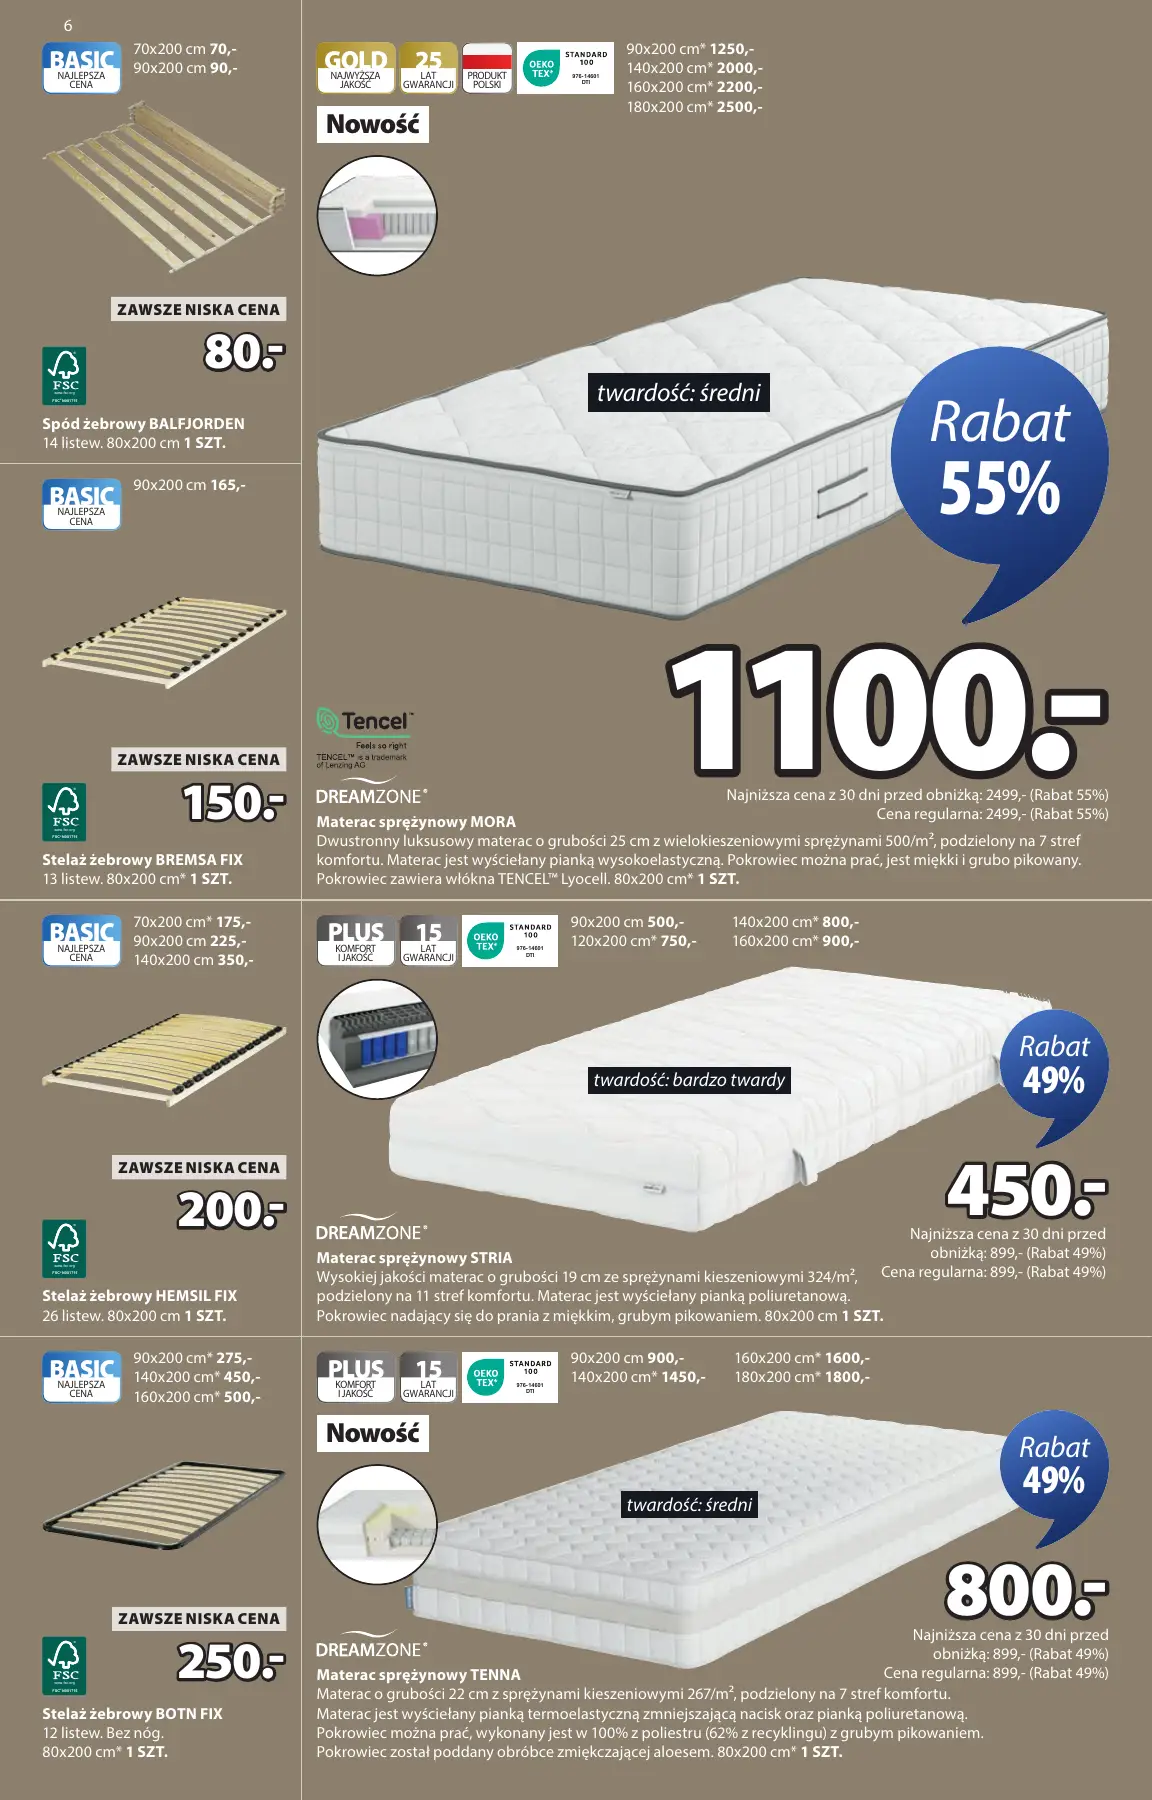 6
BASIC
NAJLEPSZA
CENA
70x200 cm 70,-
90x200 cm 90,-
ZAWSZE NISKA CENA
80.-
FSC
Spód żebrowy BALFJORDEN
14 listew. 80x200 cm 1 SZT.
BASIC
NAJLEPSZA
CENA
90x200 cm 165,-
ZAWSZE NISKA CENA
150.-
FSC
Stelaż żebrowy BREMSA FIX
13 listew. 80x200 cm* 1 SZT.
BASIC
NAJLEPSZA
CENA
70x200 cm* 175,-
90x200 cm 225,-
140x200 cm 350,-
ZAWSZE NISKA CENA
200.-
FSC
Stelaż żebrowy HEMSIL FIX
26 listew. 80x200 cm 1 SZT.
BASIC
NAJLEPSZA
CENA
90x200 cm* 275,-
140x200 cm* 450,-
160x200 cm* 500,-
ZAWSZE NISKA CENA
250.-
FSC
Stelaż żebrowy BOTN FIX
12 listew. Bez nóg.
80x200 cm* 1 SZT.
GOLD
NAJWYŻSZA
JAKOŚĆ
25
LAT
GWARANCJI
PRODUKT
POLSKI
OEKO
TEX®
STANDARD
100
976-14601
DTI
90x200 cm* 1250,-
140x200 cm* 2000,-
160x200 cm* 2200,-
180x200 cm* 2500,-
Nowość
twardość: średni
Rabat
55%
1100.-
Tencel™
Feels so right
TENCEL™ is a trademark
of Lenzing AG
DREAMZONE®
Najniższa cena z 30 dni przed obniżką: 2499,- (Rabat 55%)
Cena regularna: 2499,- (Rabat 55%)
Materac sprężynowy MORA
Dwustronny luksusowy materac o grubości 25 cm z wielokieszeniowymi sprężynami 500/m², podzielony na 7 stref
komfortu. Materac jest wyściełany pianką wysokoelastyczną. Pokrowiec można prać, jest miękki i grubo pikowany.
Pokrowiec zawiera włókna TENCEL™ Lyocell. 80x200 cm* 1 SZT.
PLUS
KOMFORT
I JAKOŚĆ
15
LAT
GWARANCJI
OEKO
TEX®
STANDARD
100
976-14601
DTI
90x200 cm 500,-
120x200 cm* 750,-
140x200 cm* 800,-
160x200 cm* 900,-
twardość: bardzo twardy
Rabat
49%
450.-
Najniższa cena z 30 dni przed
obniżką: 899,- (Rabat 49%)
Cena regularna: 899,- (Rabat 49%)
DREAMZONE®
Materac sprężynowy STRIA
Wysokiej jakości materac o grubości 19 cm ze sprężynami kieszeniowymi 324/m²,
podzielony na 11 stref komfortu. Materac jest wyściełany pianką poliuretanową.
Pokrowiec nadający się do prania z miękkim, grubym pikowaniem. 80x200 cm 1 SZT.
PLUS
KOMFORT
I JAKOŚĆ
15
LAT
GWARANCJI
OEKO
TEX®
STANDARD
100
976-14601
DTI
90x200 cm 900,-
140x200 cm* 1450,-
160x200 cm* 1600,-
180x200 cm* 1800,-
Nowość
twardość: średni
Rabat
49%
800.-
Najniższa cena z 30 dni przed
obniżką: 899,- (Rabat 49%)
Cena regularna: 899,- (Rabat 49%)
DREAMZONE®
Materac sprężynowy TENNA
Materac o grubości 22 cm z sprężynami kieszeniowymi 267/m², podzielony na 7 stref komfortu.
Materac jest wyściełany pianką termoelastyczną zmniejszającą nacisk oraz pianką poliuretanową.
Pokrowiec można prać, wykonany jest w 100% z poliestru (62% z recyklingu) z grubym pikowaniem.
Pokrowiec został poddany obróbce zmiękczającej aloesem. 80x200 cm* 1 SZT.